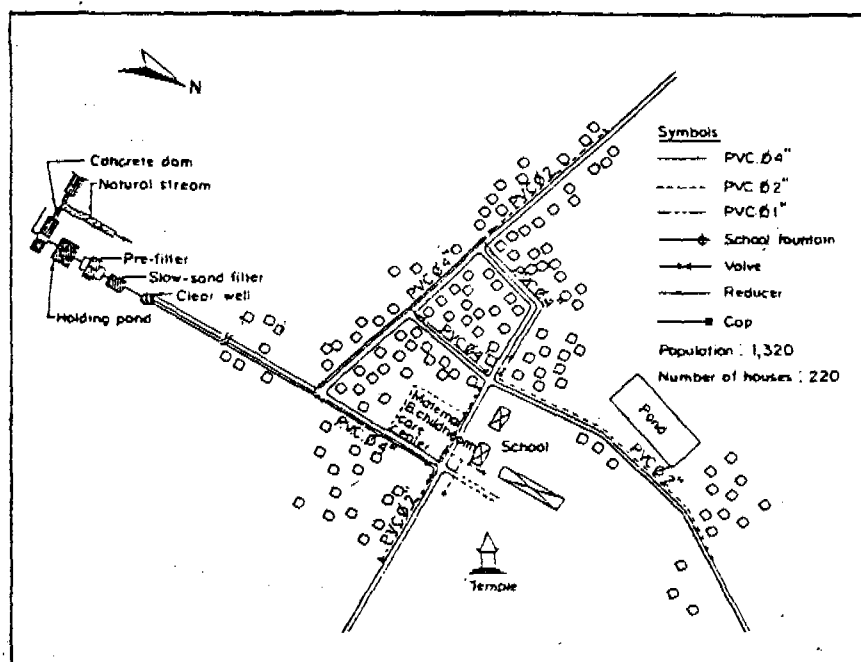 N
Concrete dam
Natural stream
Pre-filter
Slow-sand filter
Clear well
Holding pond
PVC Ø2
PVC Ø4"
PVC Ø4
PVC Ø4"
PVC Ø2
PVC Ø2"
Maternal
& child
care
Center
School
Pond
Temple
Symbols
PVC Ø4"
PVC Ø2"
PVC Ø1"
School fountain
Valve
Reducer
Cap
Population : 1,320
Number of houses : 220